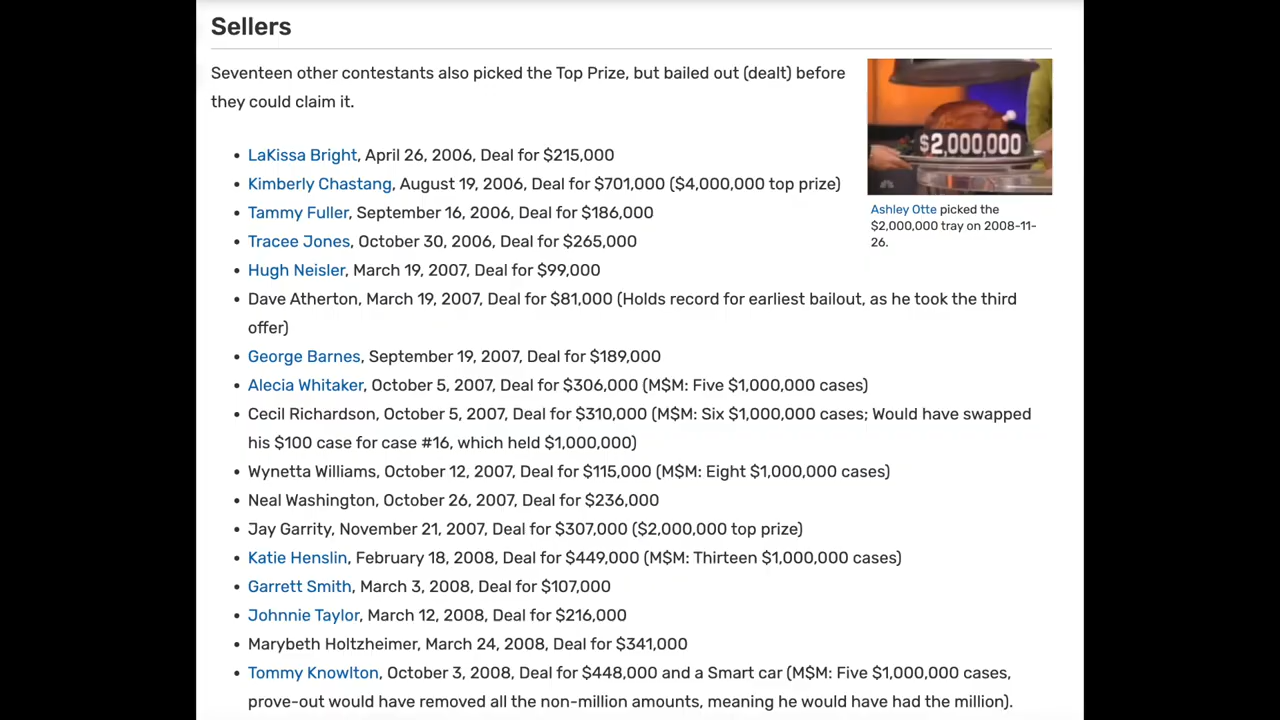 Sellers
Seventeen other contestants also picked the Top Prize, but bailed out (dealt) before
they could claim it.
$2,000,000
Ashley Otte picked the
$2,000,000 tray on 2008-11-
26.
• LaKissa Bright, April 26, 2006, Deal for $215,000
• Kimberly Chastang, August 19, 2006, Deal for $701,000 ($4,000,000 top prize)
• Tammy Fuller, September 16, 2006, Deal for $186,000
• Tracee Jones, October 30, 2006, Deal for $265,000
• Hugh Neisler, March 19, 2007, Deal for $99,000
• Dave Atherton, March 19, 2007, Deal for $81,000 (Holds record for earliest bailout, as he took the third
offer)
• George Barnes, September 19, 2007, Deal for $189,000
• Alecia Whitaker, October 5, 2007, Deal for $306,000 (M$M: Five $1,000,000 cases)
• Cecil Richardson, October 5, 2007, Deal for $310,000 (M$M: Six $1,000,000 cases; Would have swapped
his $100 case for case #16, which held $1,000,000)
• Wynetta Williams, October 12, 2007, Deal for $115,000 (M$M: Eight $1,000,000 cases)
• Neal Washington, October 26, 2007, Deal for $236,000
• Jay Garrity, November 21, 2007, Deal for $307,000 ($2,000,000 top prize)
• Katie Henslin, February 18, 2008, Deal for $449,000 (M$M: Thirteen $1,000,000 cases)
• Garrett Smith, March 3, 2008, Deal for $107,000
• Johnnie Taylor, March 12, 2008, Deal for $216,000
• Marybeth Holtzheimer, March 24, 2008, Deal for $341,000
• Tommy Knowlton, October 3, 2008, Deal for $448,000 and a Smart car (M$M: Five $1,000,000 cases,
prove-out would have removed all the non-million amounts, meaning he would have had the million).